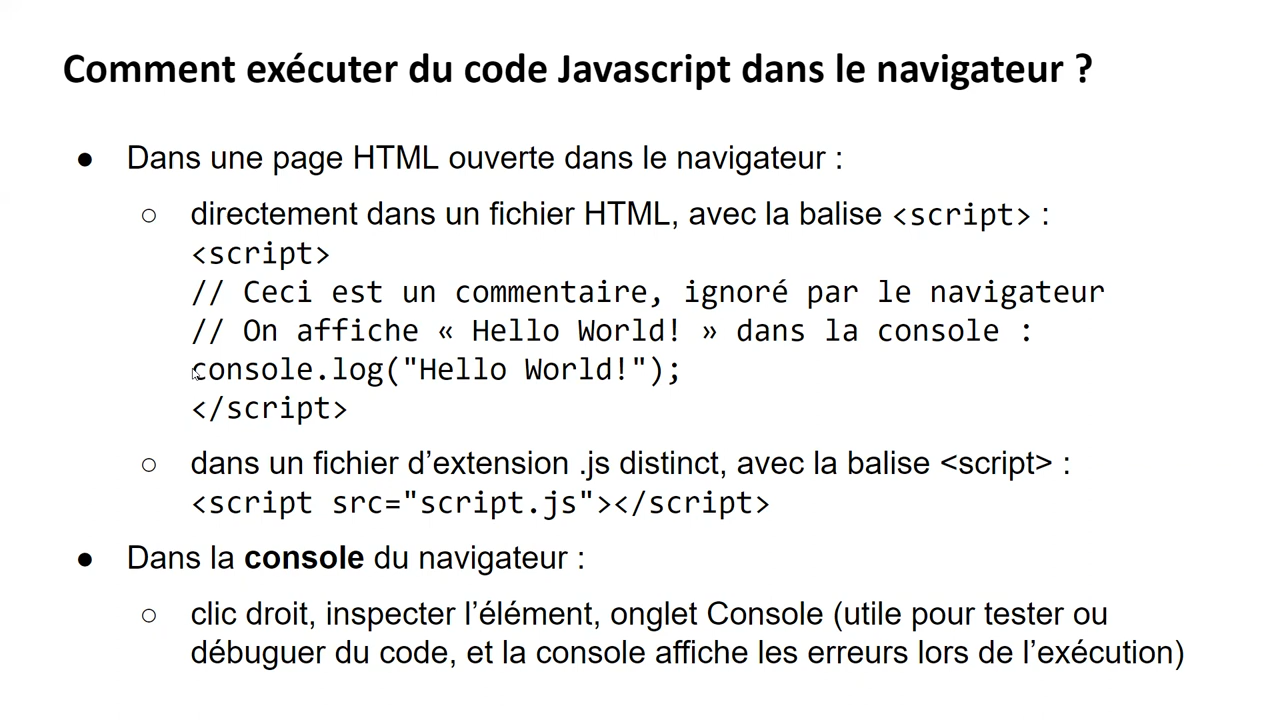 Comment exécuter du code Javascript dans le navigateur ?
● Dans une page HTML ouverte dans le navigateur :
○ directement dans un fichier HTML, avec la balise <script> :
<script>
// Ceci est un commentaire, ignoré par le navigateur
// On affiche « Hello World! » dans la console :
console.log("Hello World!");
</script>
○ dans un fichier d’extension .js distinct, avec la balise <script> :
<script src="script.js"></script>
● Dans la console du navigateur :
○ clic droit, inspecter l’élément, onglet Console (utile pour tester ou
débuguer du code, et la console affiche les erreurs lors de l’exécution)